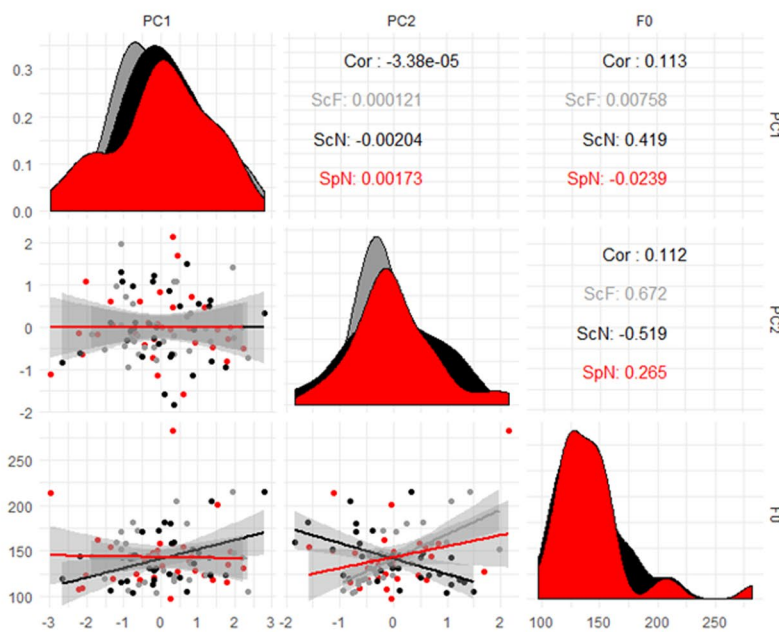 PC1 PC2 F0
0.3
0.2
0.1
0.0
Cor : -3.38e-05
ScF: 0.000121
ScN: -0.00204
SpN: 0.00173
Cor : 0.113
ScF: 0.00758
ScN: 0.419
SpN: -0.0239
PC1
2
1
0
-1
-2
Cor : 0.112
ScF: 0.672
ScN: -0.519
SpN: 0.265
PC2
250
200
150
100
F0
-3 -2 -1 0 1 2 3
-2 -1 0 1 2
100 150 200 250